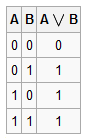 A B A ∨ B
0 0 0
0 1 1
1 0 1
1 1 1